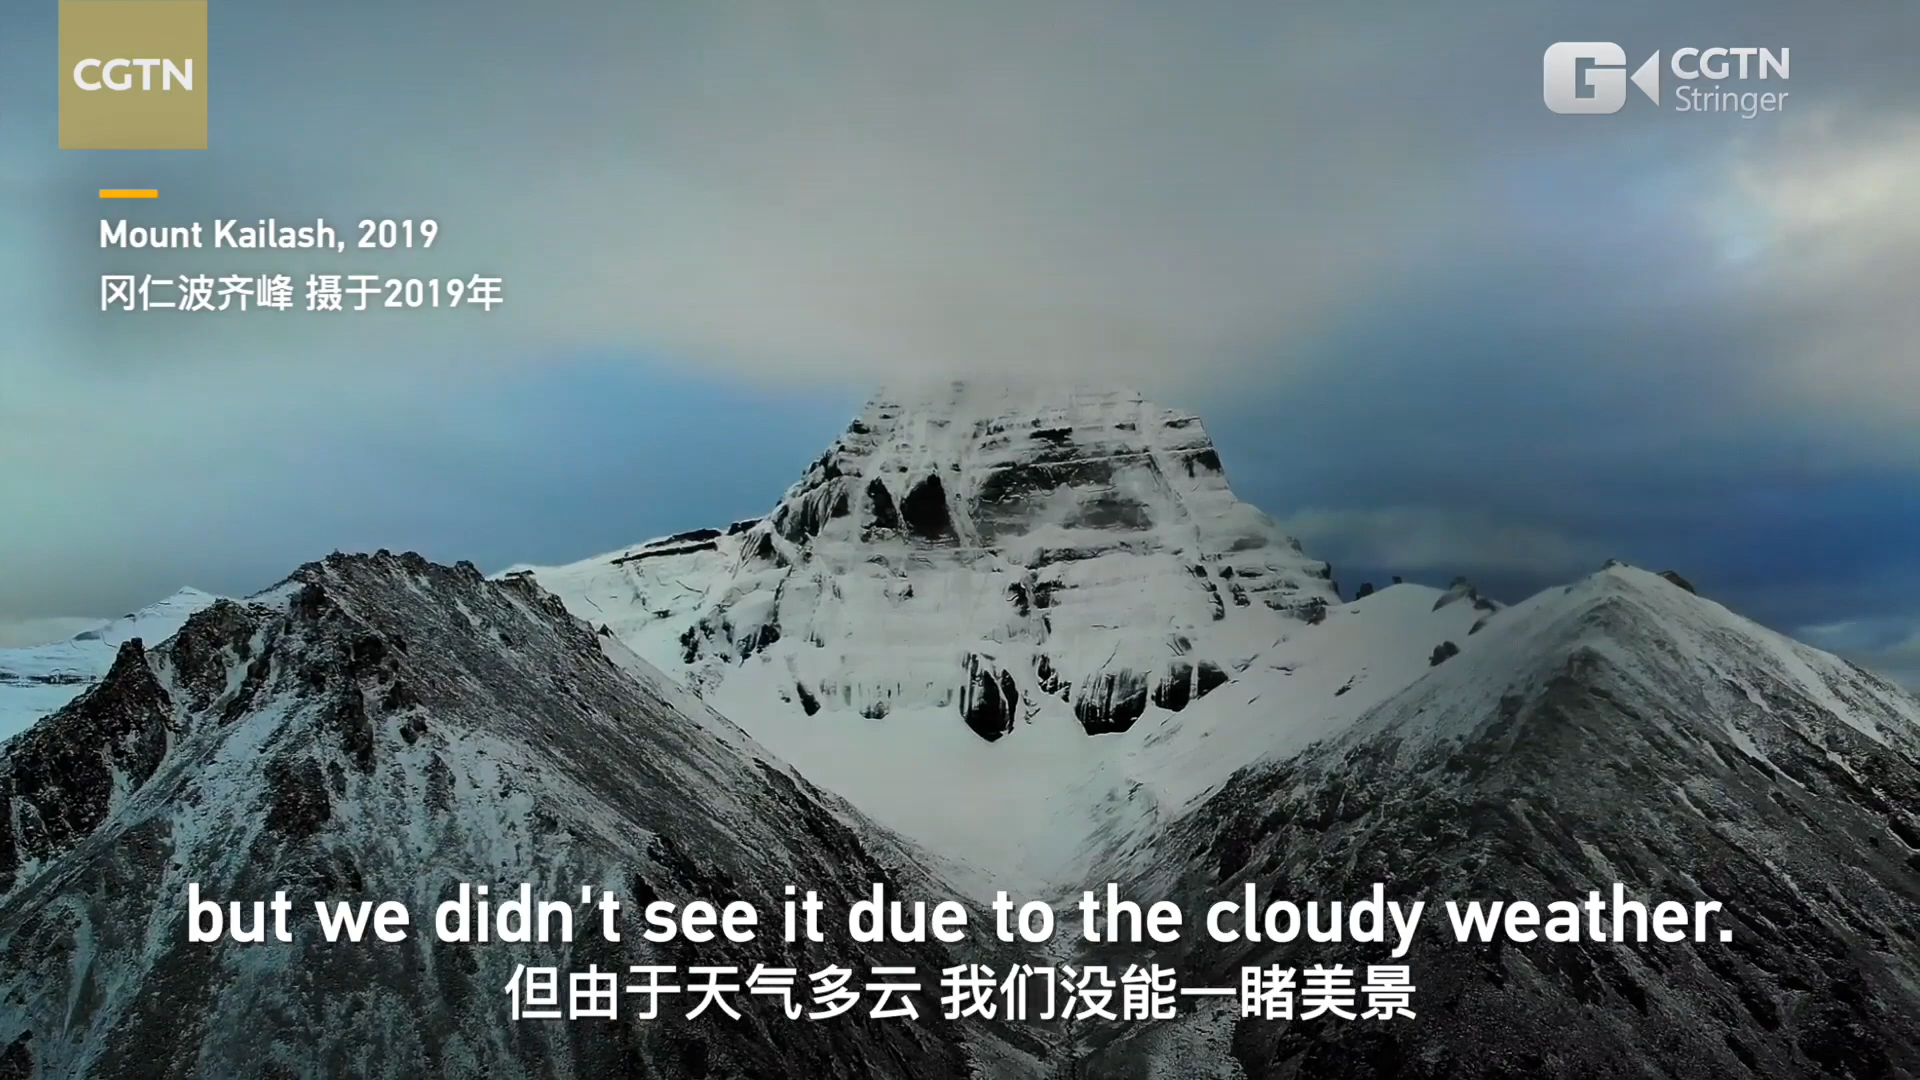 CGTN
CGTN
Stringer
Mount Kailash, 2019
冈仁波齐峰 摄于2019年
but we didn't see it due to the cloudy weather.
但由于天气多云 我们没能一睹美景